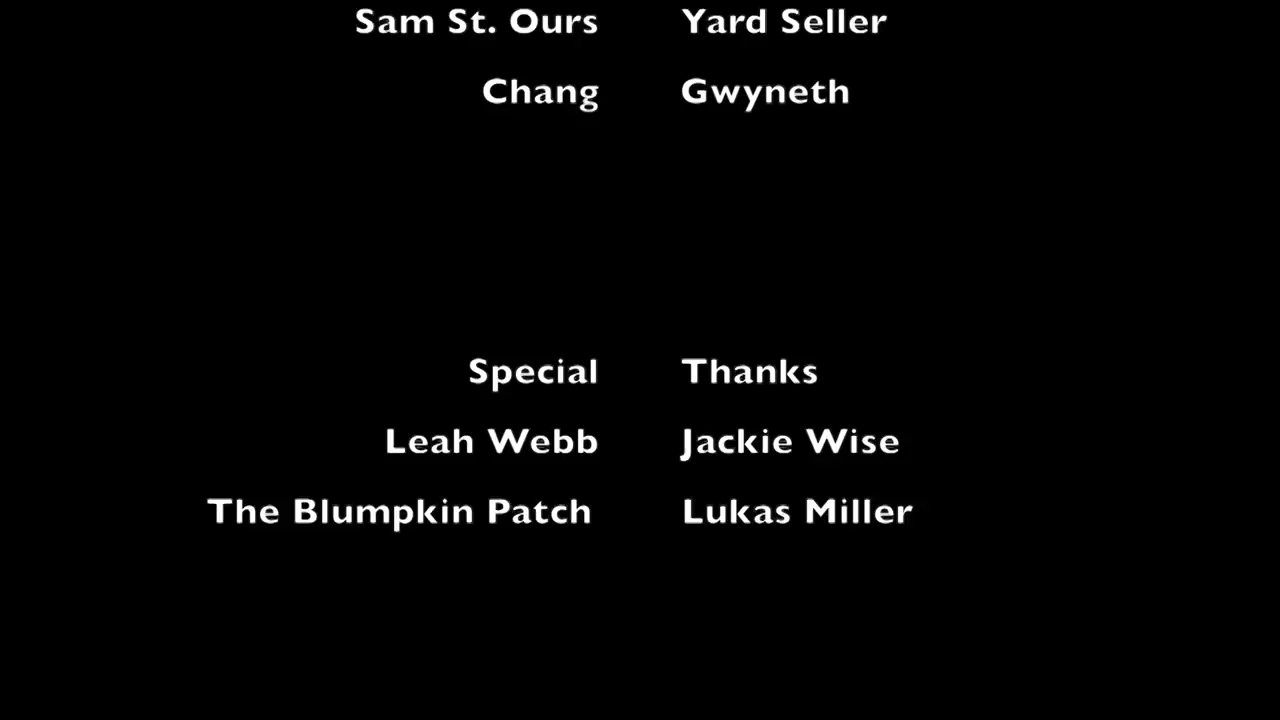 Sam St. Ours Yard Seller
Chang Gwyneth
Special Thanks
Leah Webb Jackie Wise
The Blumpkin Patch Lukas Miller